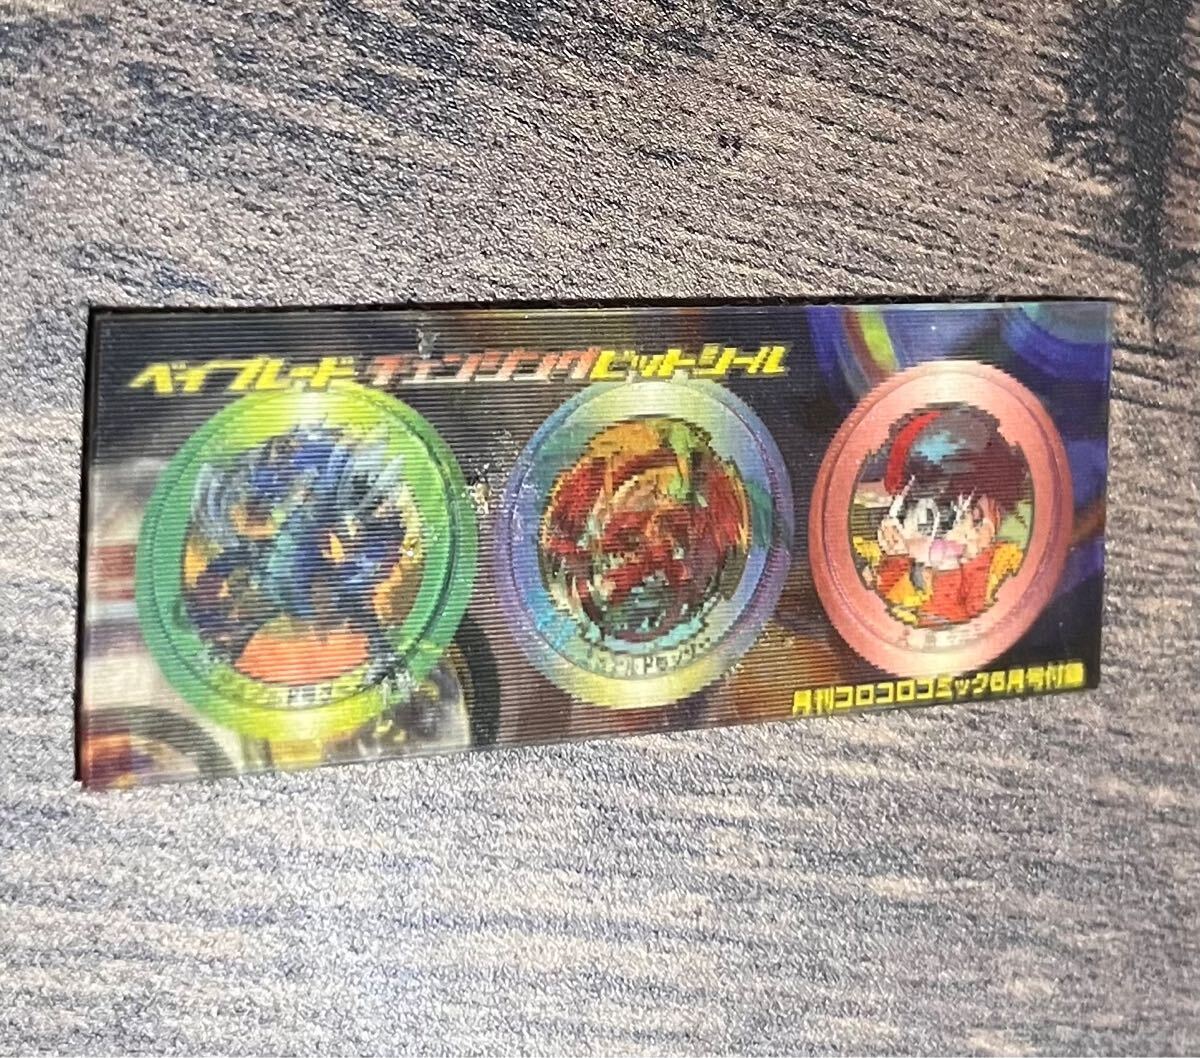 ベイブレード チェンジングビットシール
月刊コロコロコミック6月号付録